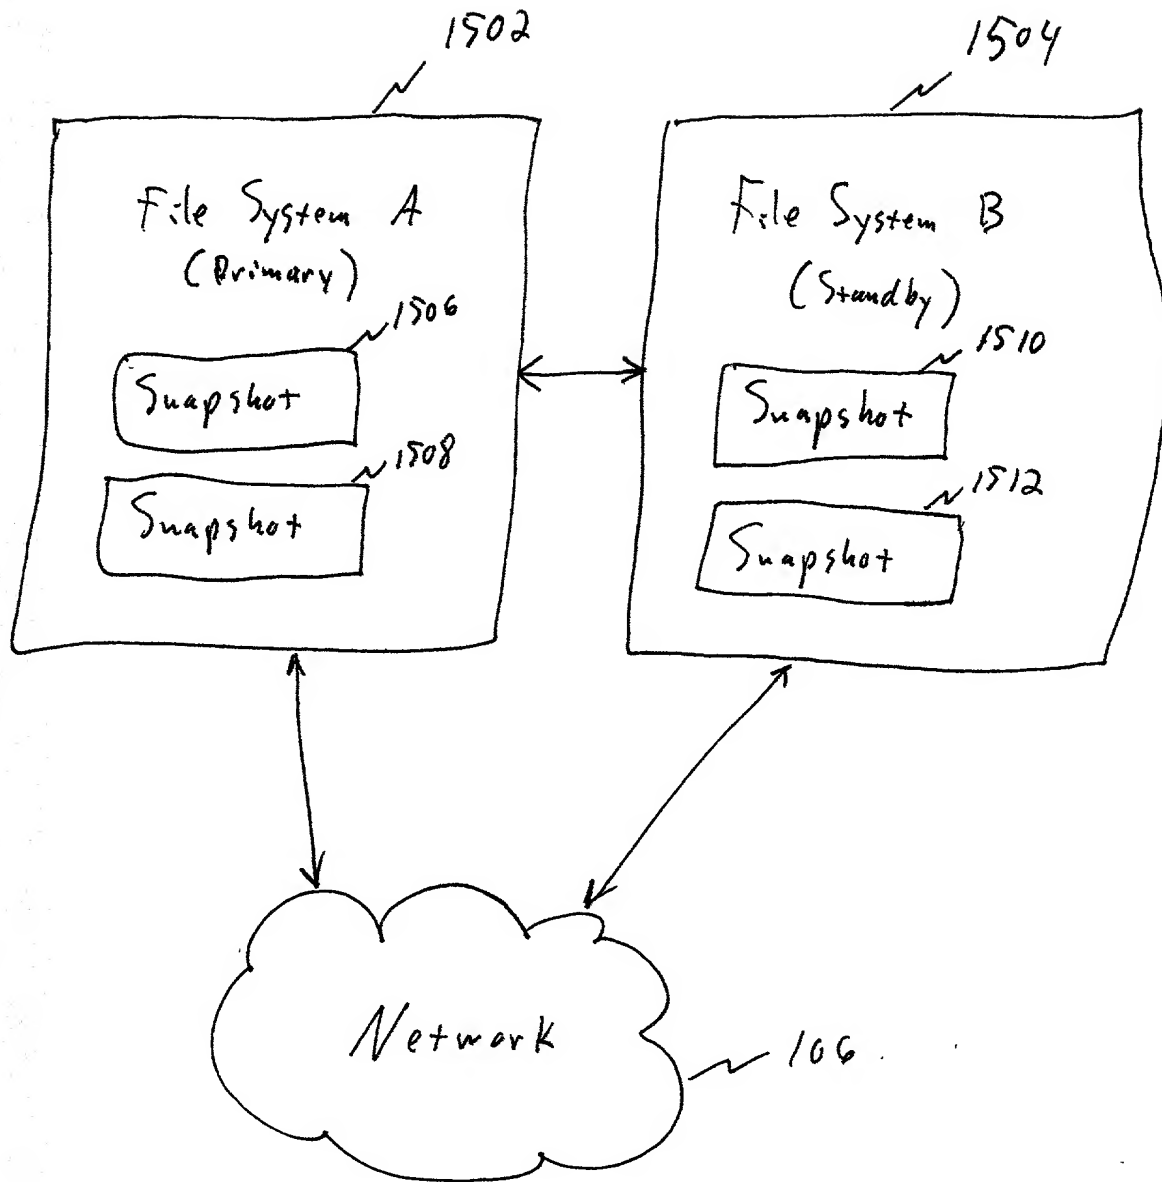 1502
1504
File System A
(Primary)
1506
Snapshot
1508
Snapshot
File System B
(Standby)
1510
Snapshot
1512
Snapshot
Network
106